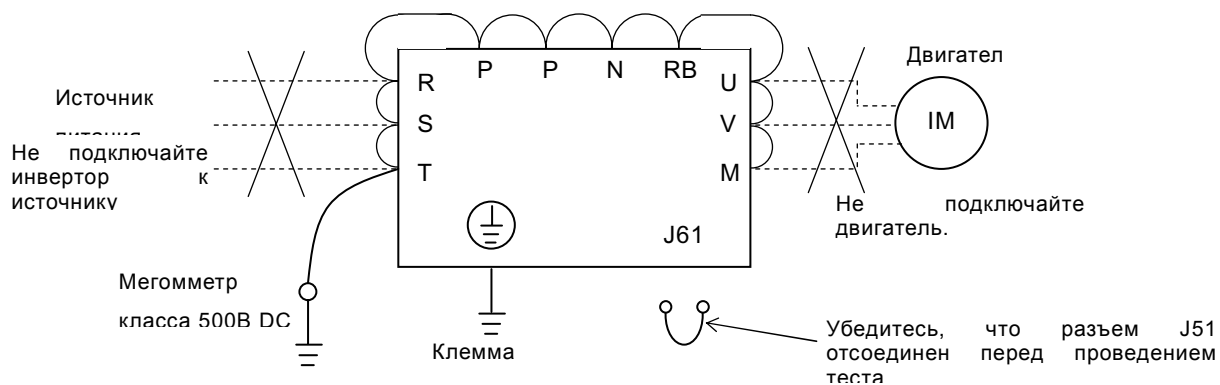 P P N RB
R
S
T
U
V
M
J61
Двигател
IM
Источник
питания
Не подключайте
инвертор к
источнику
Не подключайте
двигатель.
Мегомметр
класса 500В DC
Клемма
Убедитесь, что разъем J51
отсоединен перед проведением
теста